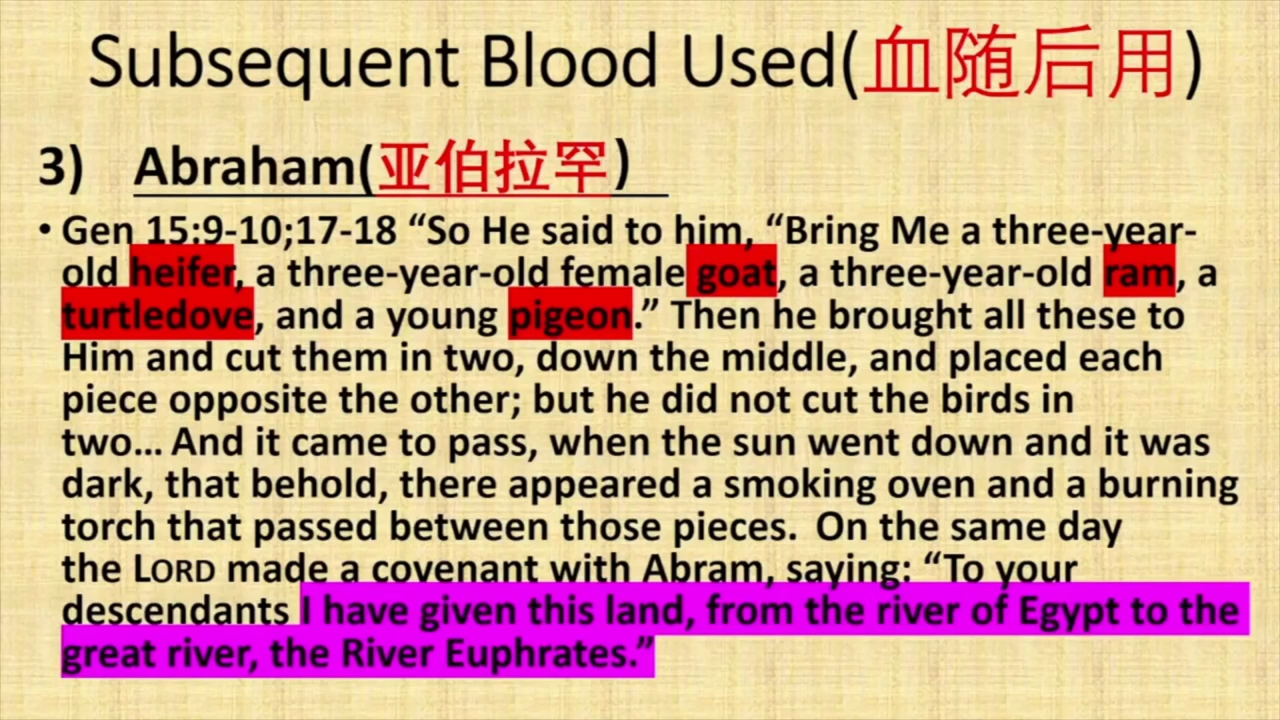 Subsequent Blood Used(血随后用)
3) Abraham(亚伯拉罕)
• Gen 15:9-10;17-18 “So He said to him, “Bring Me a three-year-
old heifer, a three-year-old female goat, a three-year-old ram, a
turtledove, and a young pigeon.” Then he brought all these to
Him and cut them in two, down the middle, and placed each
piece opposite the other; but he did not cut the birds in
two… And it came to pass, when the sun went down and it was
dark, that behold, there appeared a smoking oven and a burning
torch that passed between those pieces. On the same day
the LORD made a covenant with Abram, saying: “To your
descendants I have given this land, from the river of Egypt to the
great river, the River Euphrates.”